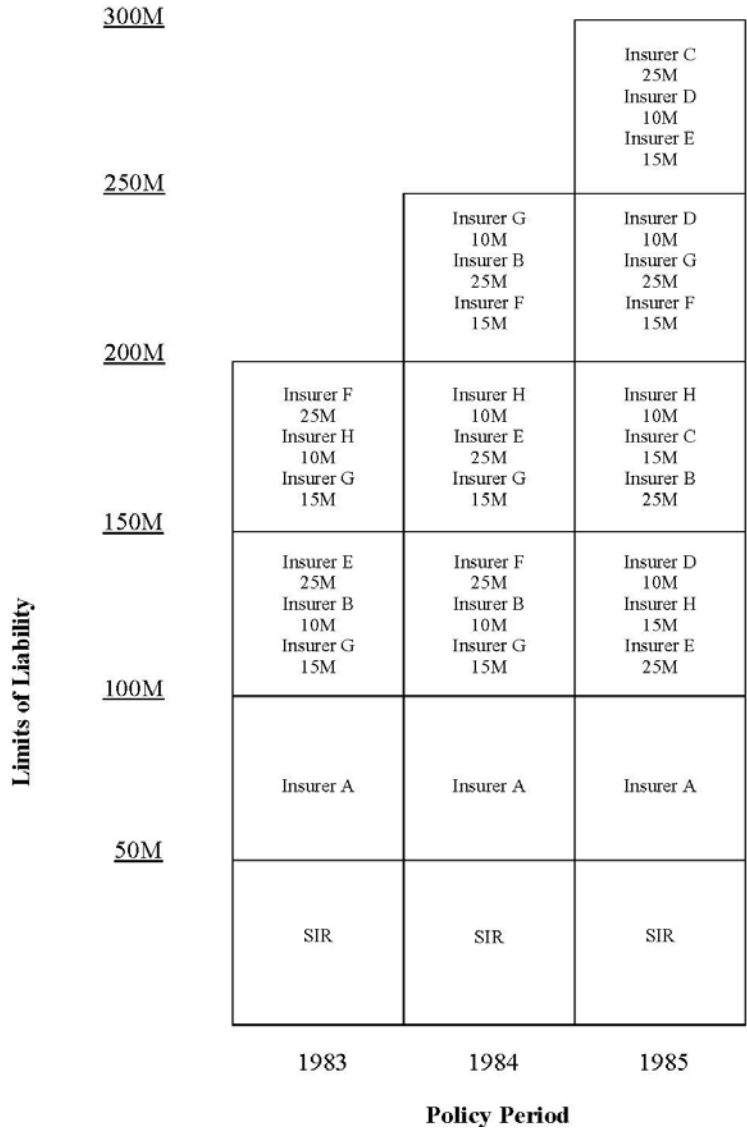 300M
Insurer C
25M
Insurer D
10M
Insurer E
15M
250M
Insurer G
10M
Insurer B
25M
Insurer F
15M
Insurer D
10M
Insurer G
25M
Insurer F
15M
200M
Insurer F
25M
Insurer H
10M
Insurer G
15M
Insurer H
10M
Insurer E
25M
Insurer G
15M
Insurer H
10M
Insurer C
15M
Insurer B
25M
150M
Insurer E
25M
Insurer B
10M
Insurer G
15M
Insurer F
25M
Insurer B
10M
Insurer G
15M
Insurer D
10M
Insurer H
15M
Insurer E
25M
Limits of Liability
100M
Insurer A
Insurer A
Insurer A
50M
SIR
SIR
SIR
1983
1984
1985
Policy Period